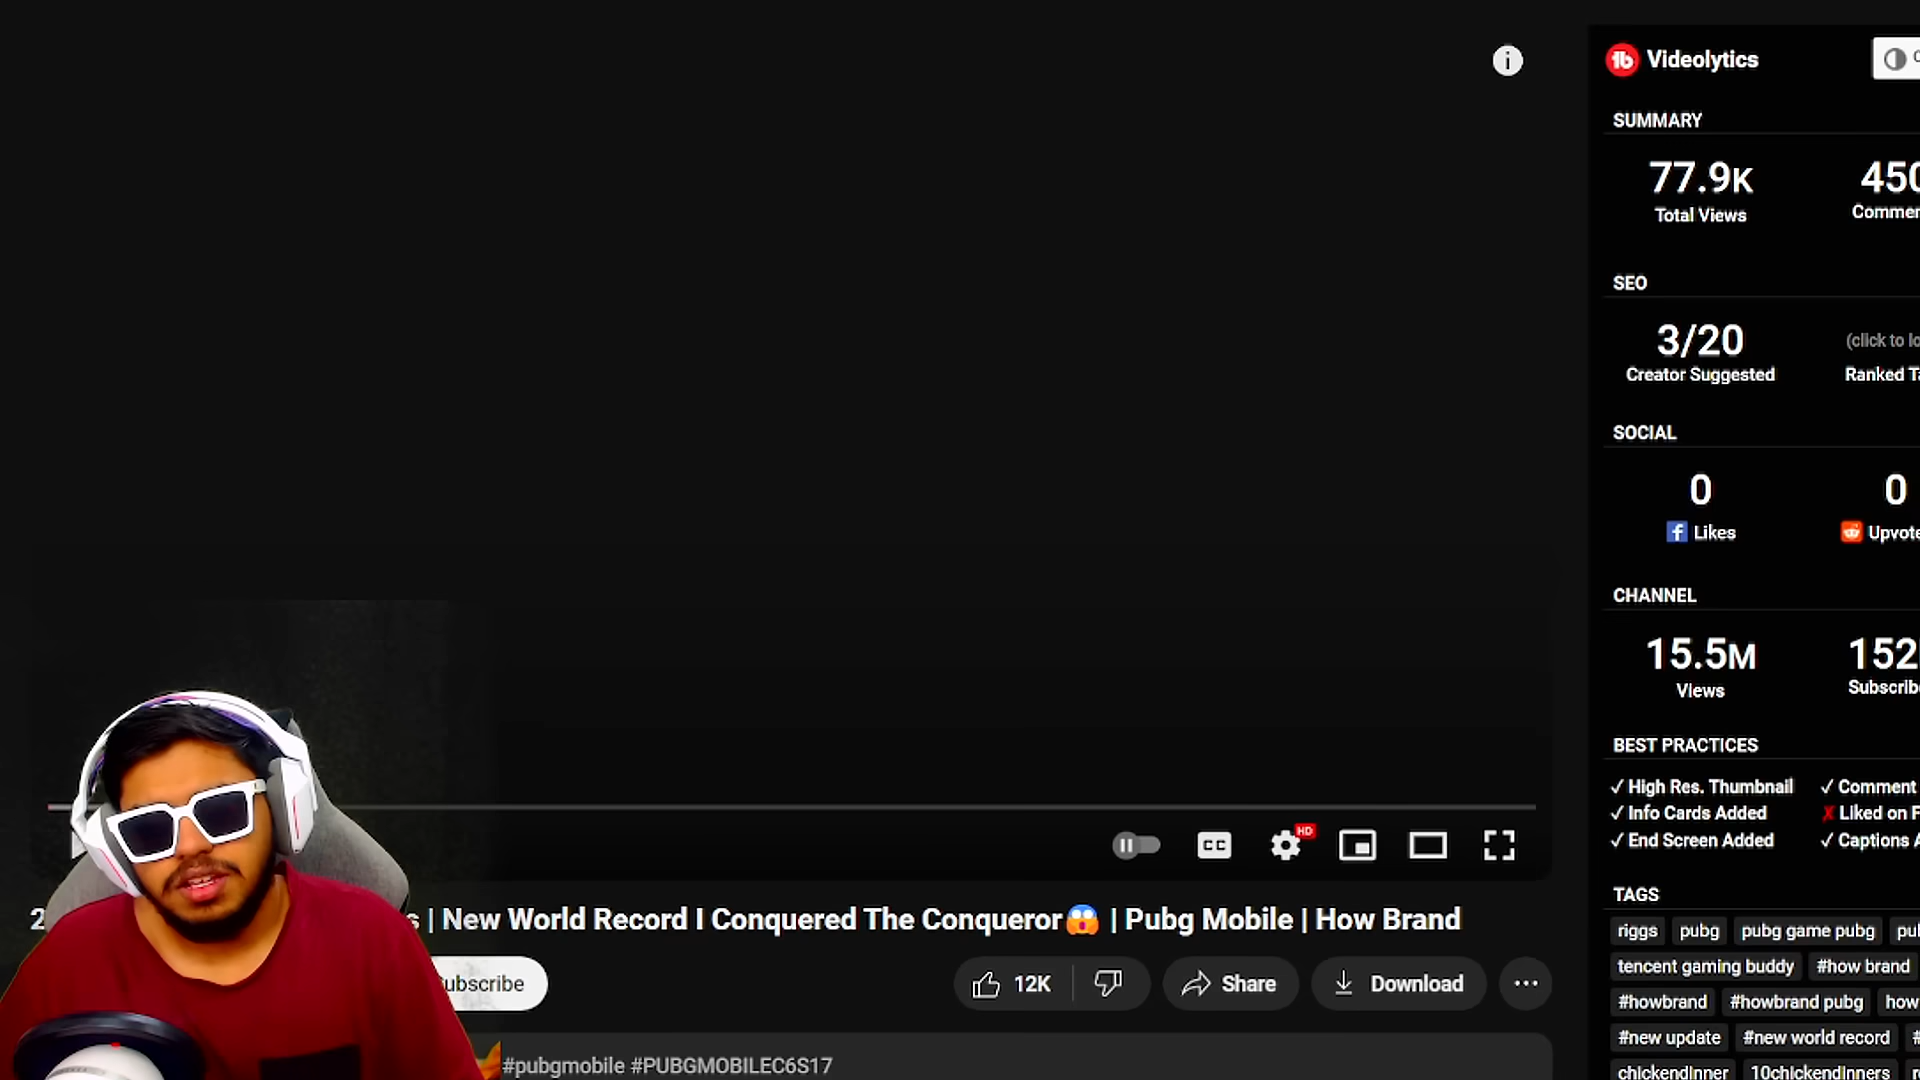 Videolytics
SUMMARY
77.9K
Total Views
SEO
3/20
Creator Suggested
(click to
Ranked
SOCIAL
0
Likes
0
CHANNEL
15.5M
Views
BEST PRACTICES
✓ High Res. Thumbnail ✓ Comment
✓ Info Cards Added ✗ Liked on
✓ End Screen Added ✓ Captions
TAGS
riggs pubg pubg game pubg
tencent gaming buddy #how brand
#howbrand #howbrand pubg how
#new update #new world record
chickendinner 10chickendinners
HD
CC
| New World Record I Conquered The Conqueror😱 | Pubg Mobile | How Brand
12K
Share
Download
#pubgmobile #PUBGMOBILEC6S17